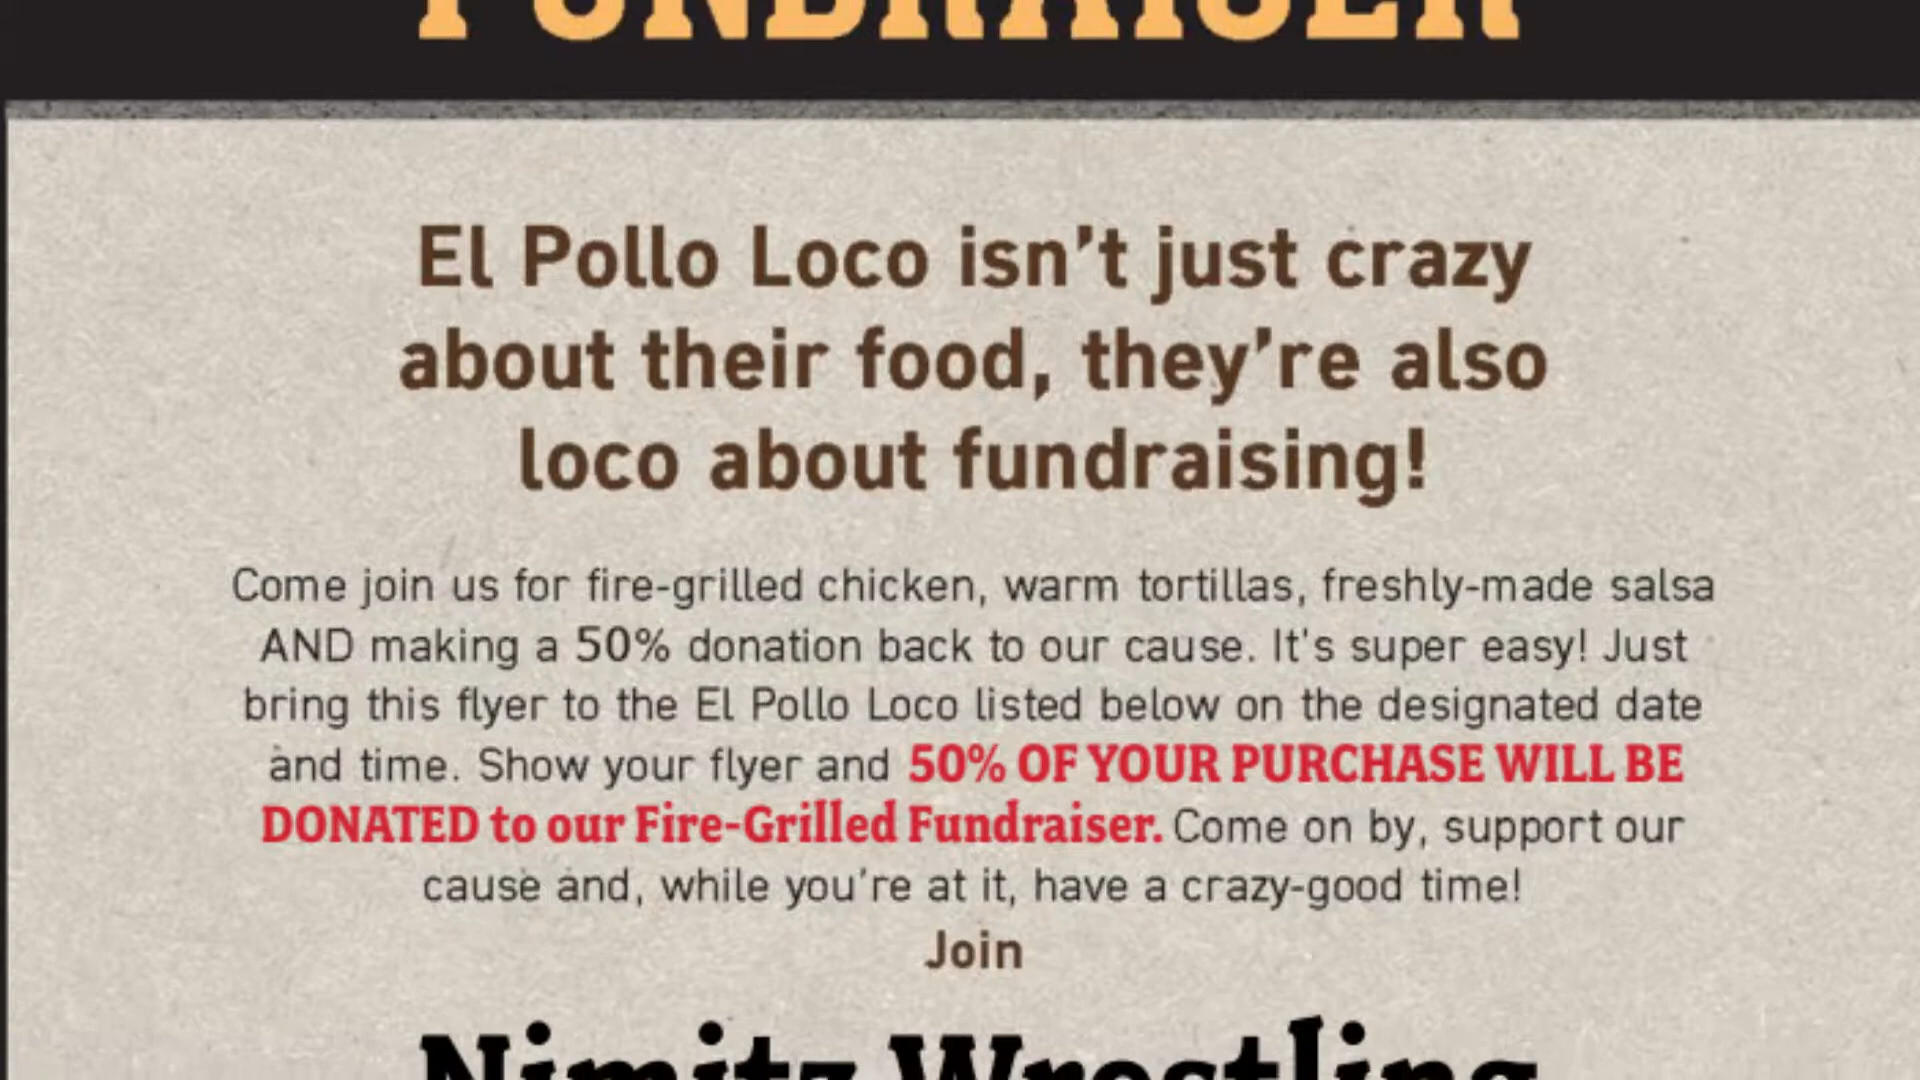 FUNDRAISER
El Pollo Loco isn’t just crazy
about their food, they’re also
loco about fundraising!
Come join us for fire-grilled chicken, warm tortillas, freshly-made salsa
AND making a 50% donation back to our cause. It's super easy! Just
bring this flyer to the El Pollo Loco listed below on the designated date
and time. Show your flyer and 50% OF YOUR PURCHASE WILL BE
DONATED to our Fire-Grilled Fundraiser. Come on by, support our
cause and, while you’re at it, have a crazy-good time!
Join
Nimitz Wrestling